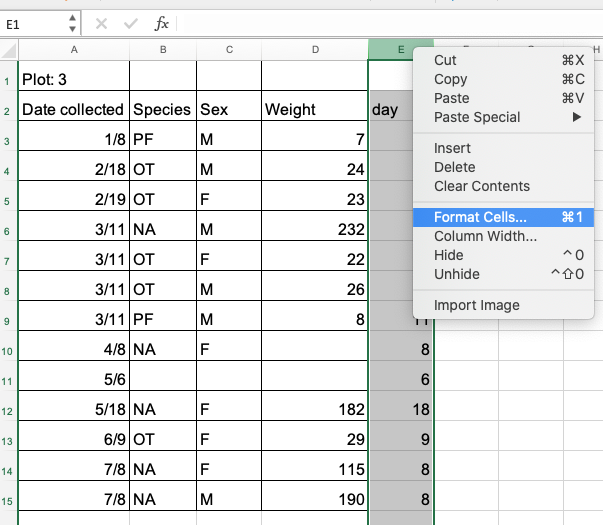 E1 fx
A B C D E H
Cut ⌘X
1 Plot: 3
Copy ⌘C
Paste ⌘V
2 Date collected Species Sex Weight day
Paste Special ▶
3 1/8 PF M 7
Insert
4 2/18 OT M 24
Delete
5 2/19 OT F 23
Clear Contents
6 3/11 NA M 232
Format Cells... ⌘1
Column Width...
7 3/11 OT F 22
Hide ^0
Unhide ^⇧0
8 3/11 OT M 26
Import Image
9 3/11 PF M 8 11
10 4/8 NA F 8
11 5/6 6
12 5/18 NA F 182 18
13 6/9 OT F 29 9
14 7/8 NA F 115 8
15 7/8 NA M 190 8